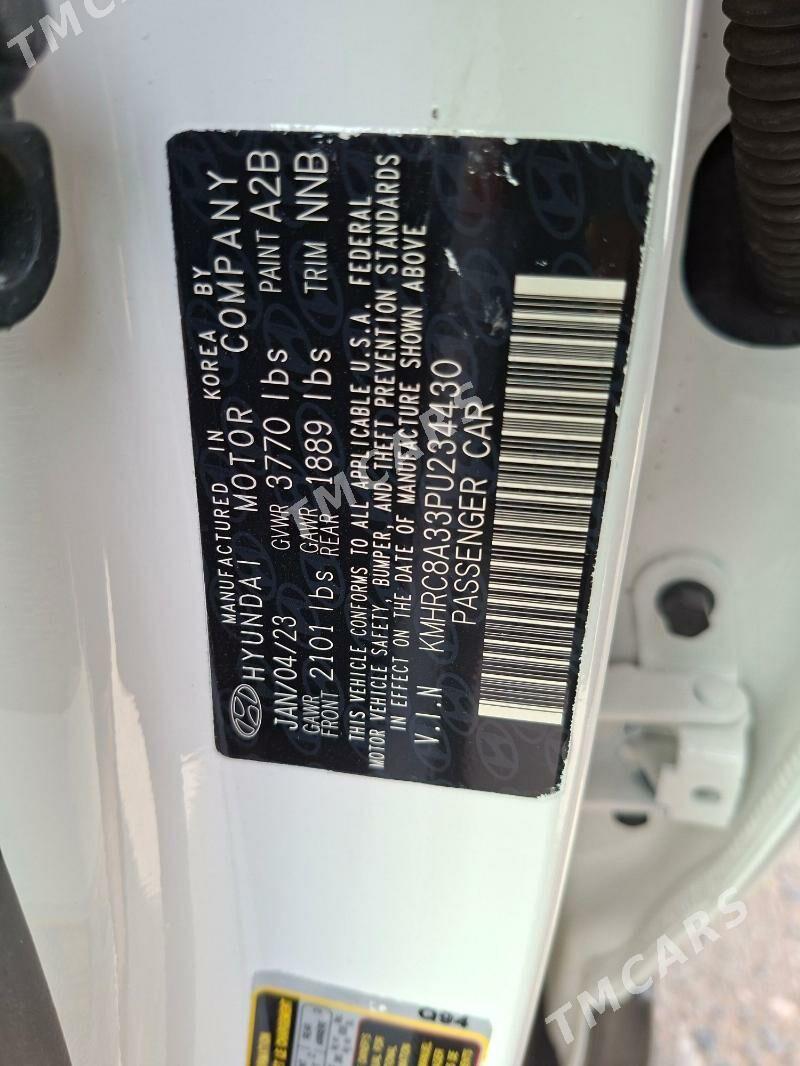 MANUFACTURED IN KOREA BY
HYUNDAI MOTOR COMPANY
JAN/04/23 GVWR 3770 lbs PAINT A2B
GAWR FRONT 2101 lbs GAWR REAR 1889 lbs TRIM NNB
THIS VEHICLE CONFORMS TO ALL APPLICABLE U.S.A. FEDERAL
MOTOR VEHICLE SAFETY, BUMPER, AND THEFT PREVENTION STANDARDS
IN EFFECT ON THE DATE OF MANUFACTURE SHOWN ABOVE
V.I.N KMHRC8A33PU234430
PASSENGER CAR
Q94
TMCARS
TMCARS
TMCARS